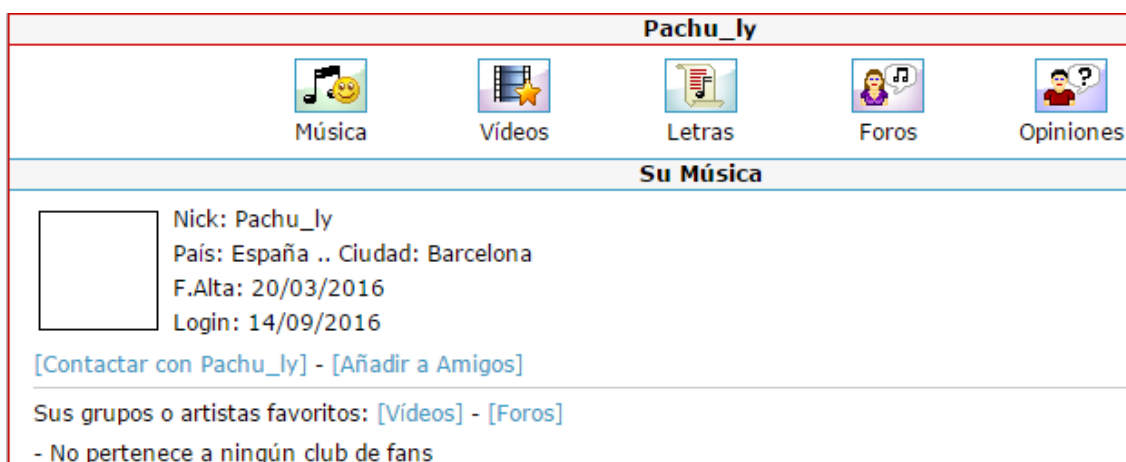 Pachu_ly
Música Vídeos Letras Foros Opiniones
Su Música
Nick: Pachu_ly
País: España .. Ciudad: Barcelona
F.Alta: 20/03/2016
Login: 14/09/2016
[Contactar con Pachu_ly] - [Añadir a Amigos]
Sus grupos o artistas favoritos: [Vídeos] - [Foros]
- No pertenece a ningún club de fans